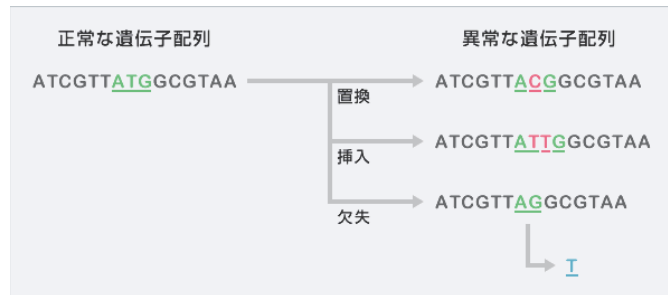 正常な遺伝子配列
異常な遺伝子配列
ATCGTTATGGCGTAA
置換
ATCGTTACGGCGTAA
挿入
ATCGTTATTGGCGTAA
欠失
ATCGTTAGGCGTAA
T